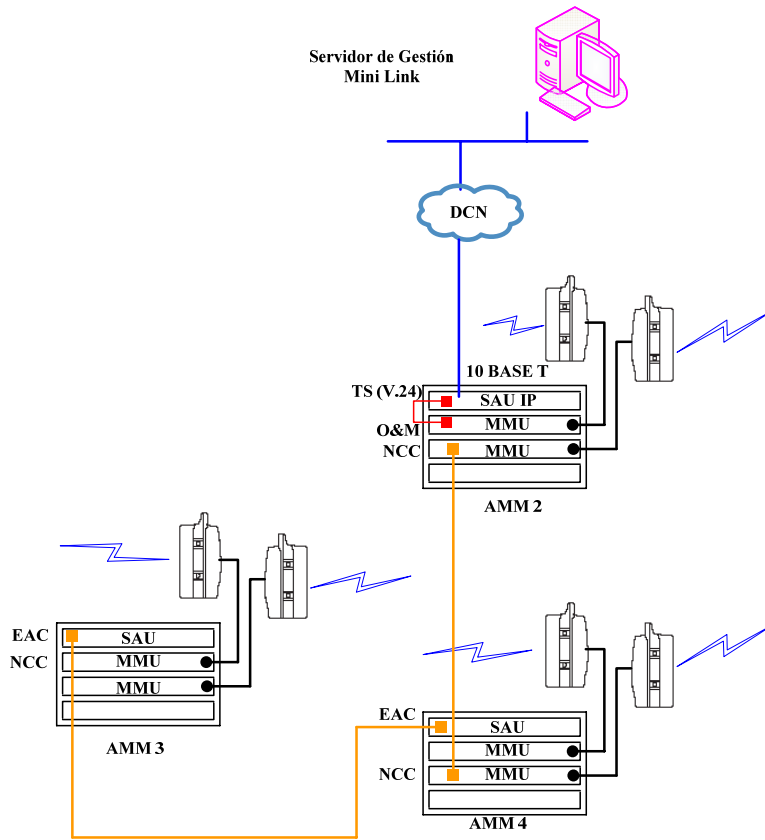 Servidor de Gestión
Mini Link
DCN
10 BASE T
TS (V.24)
SAU IP
O&M
MMU
NCC
MMU
AMM 2
EAC
SAU
NCC
MMU
MMU
AMM 3
EAC
SAU
MMU
NCC
MMU
AMM 4